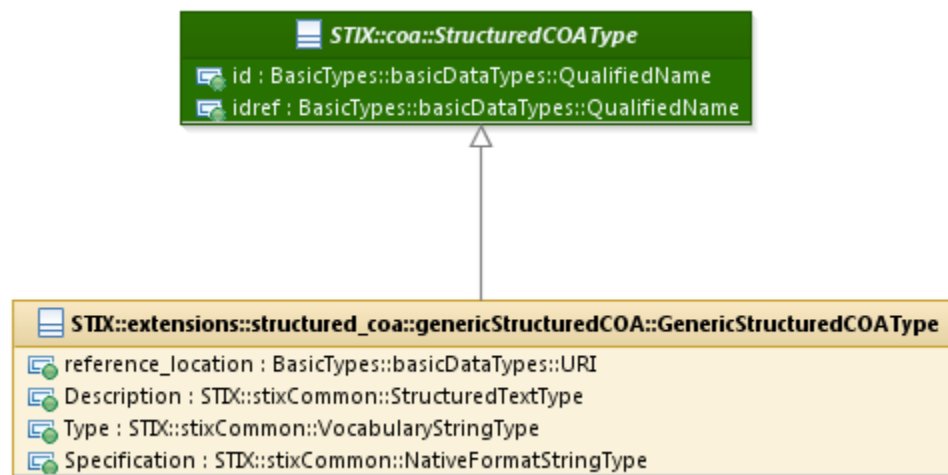 STIX::coa::StructuredCOAType
id : BasicTypes::basicDataTypes::QualifiedName
idref : BasicTypes::basicDataTypes::QualifiedName
STIX::extensions::structured_coa::genericStructuredCOA::GenericStructuredCOAType
reference_location : BasicTypes::basicDataTypes::URI
Description : STIX::stixCommon::StructuredTextType
Type : STIX::stixCommon::VocabularyStringType
Specification : STIX::stixCommon::NativeFormatStringType